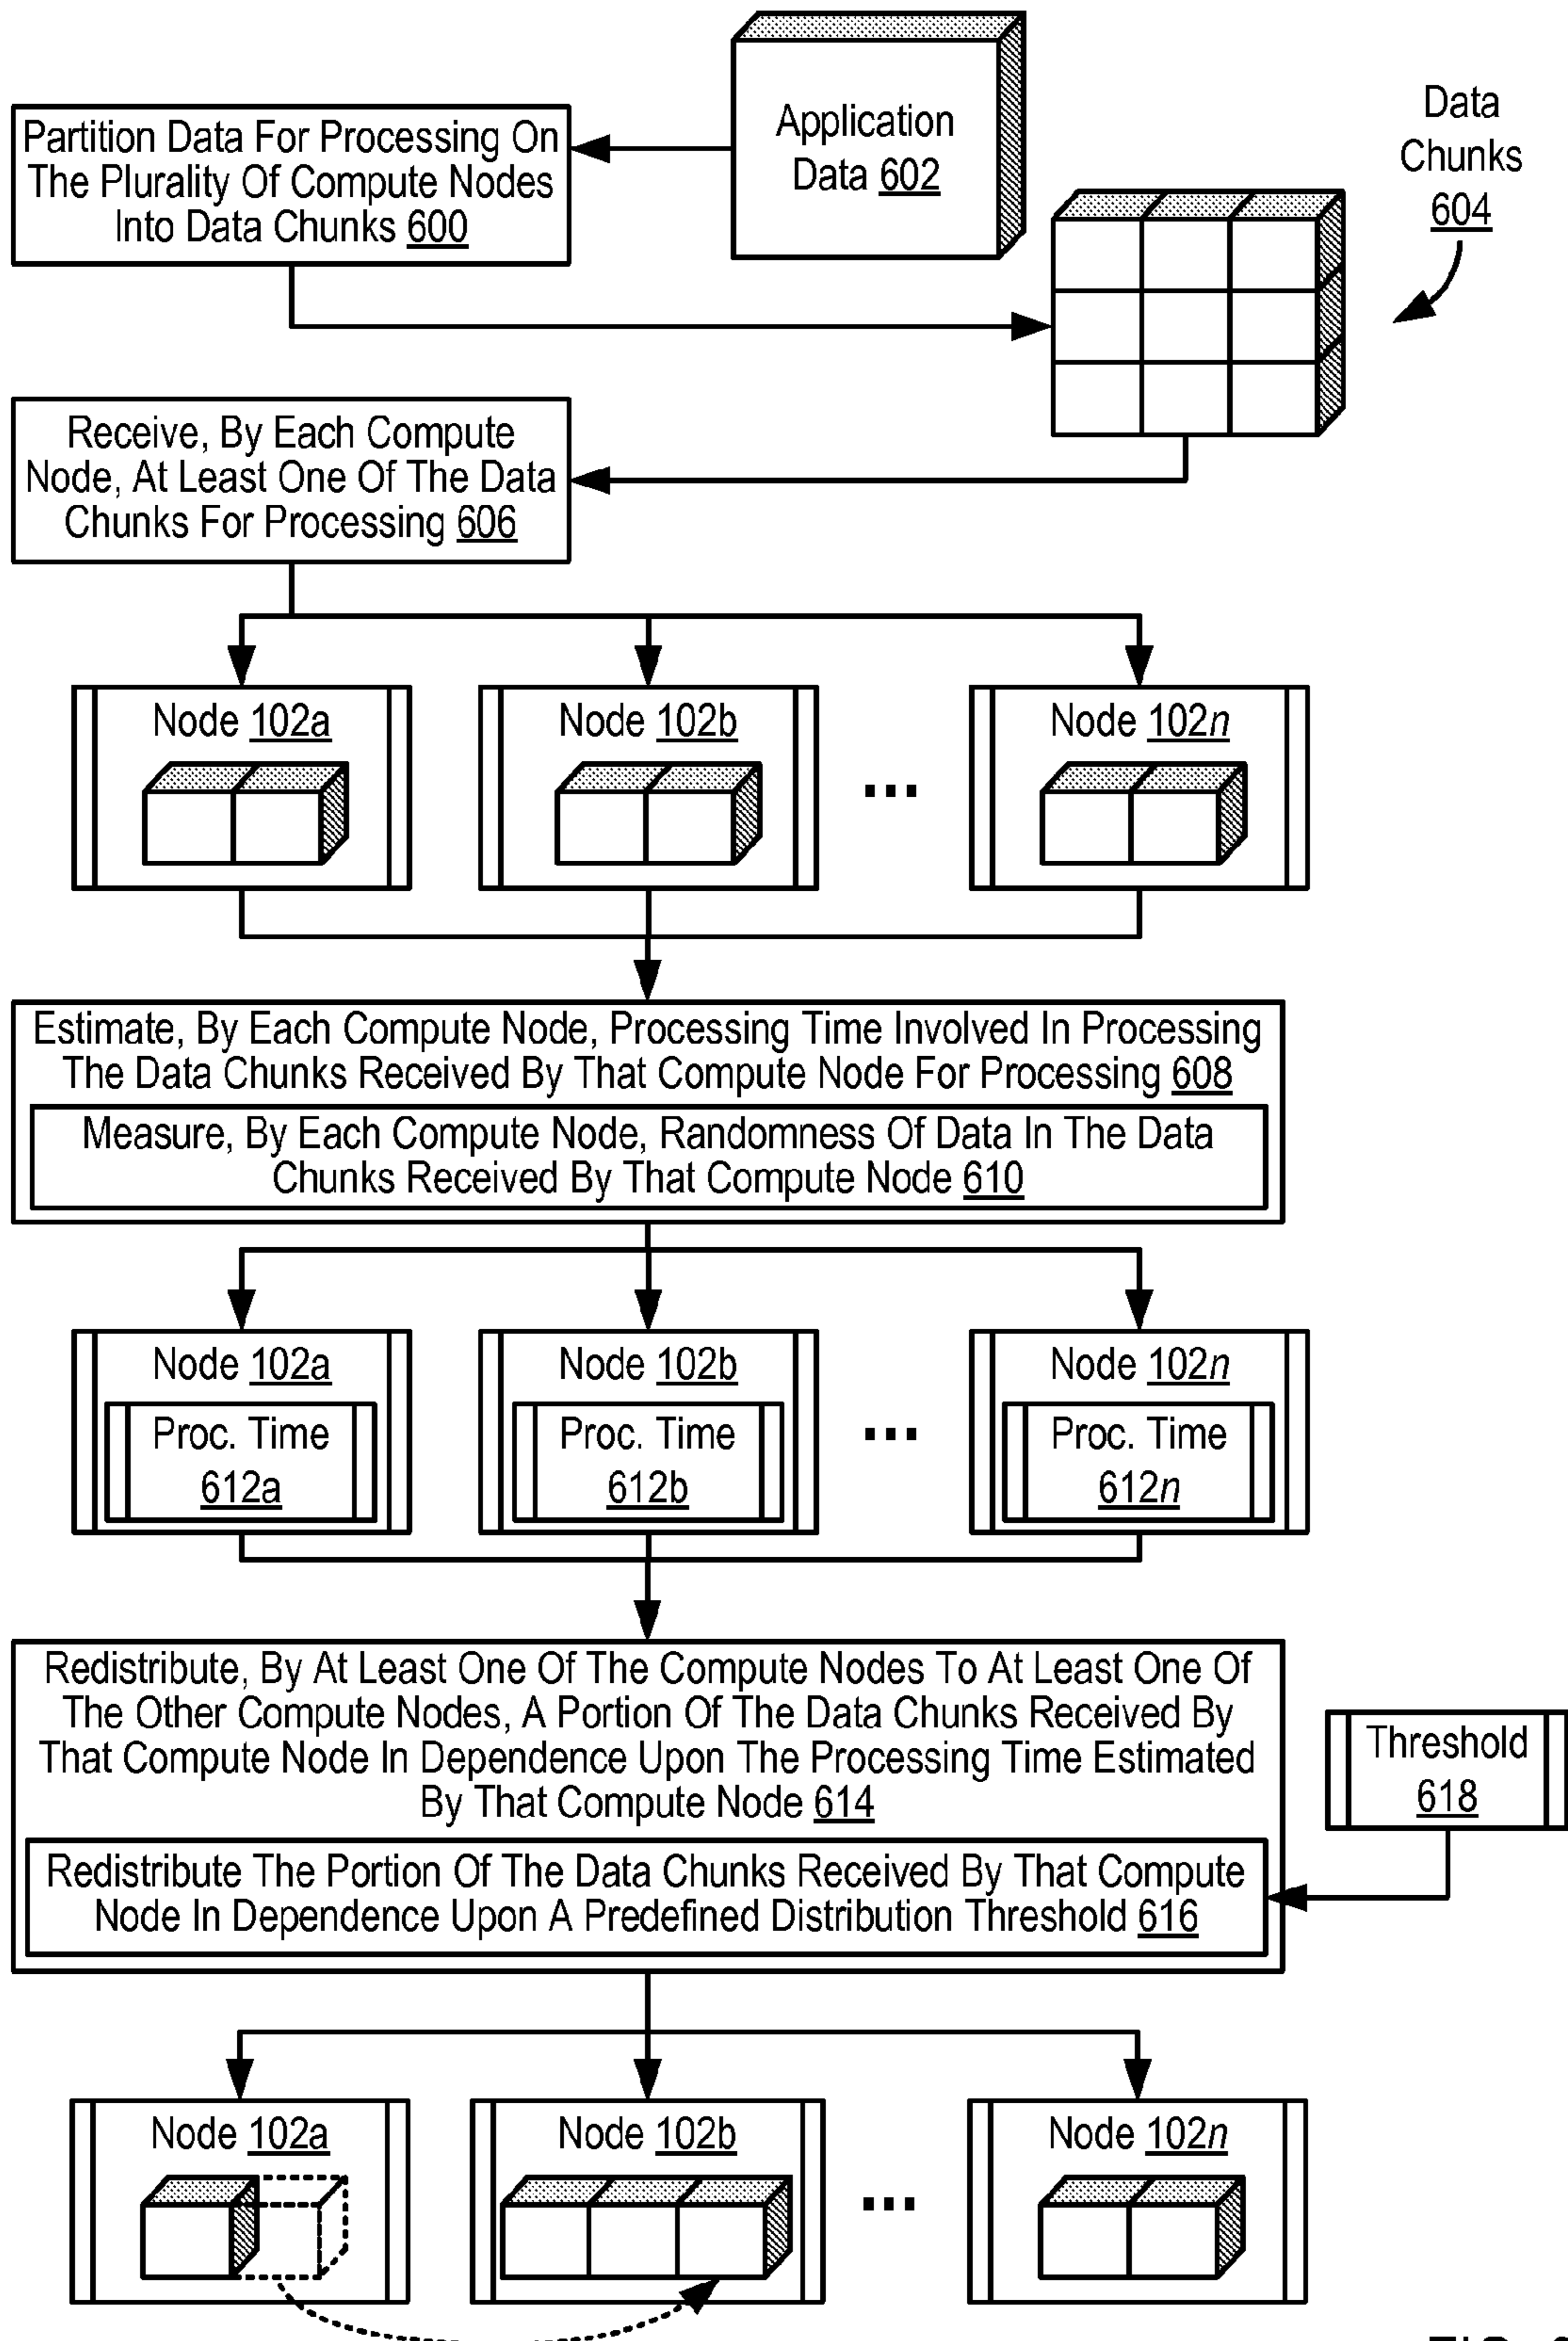 Application
Data 602
Data
Chunks
604
Partition Data For Processing On
The Plurality Of Compute Nodes
Into Data Chunks 600
Receive, By Each Compute
Node, At Least One Of The Data
Chunks For Processing 606
Node 102a
Node 102b
...
Node 102n
Estimate, By Each Compute Node, Processing Time Involved In Processing
The Data Chunks Received By That Compute Node For Processing 608
Measure, By Each Compute Node, Randomness Of Data In The Data
Chunks Received By That Compute Node 610
Node 102a
Proc. Time
612a
Node 102b
Proc. Time
612b
...
Node 102n
Proc. Time
612n
Redistribute, By At Least One Of The Compute Nodes To At Least One Of
The Other Compute Nodes, A Portion Of The Data Chunks Received By
That Compute Node In Dependence Upon The Processing Time Estimated
By That Compute Node 614
Threshold
618
Redistribute The Portion Of The Data Chunks Received By That Compute
Node In Dependence Upon A Predefined Distribution Threshold 616
Node 102a
Node 102b
...
Node 102n